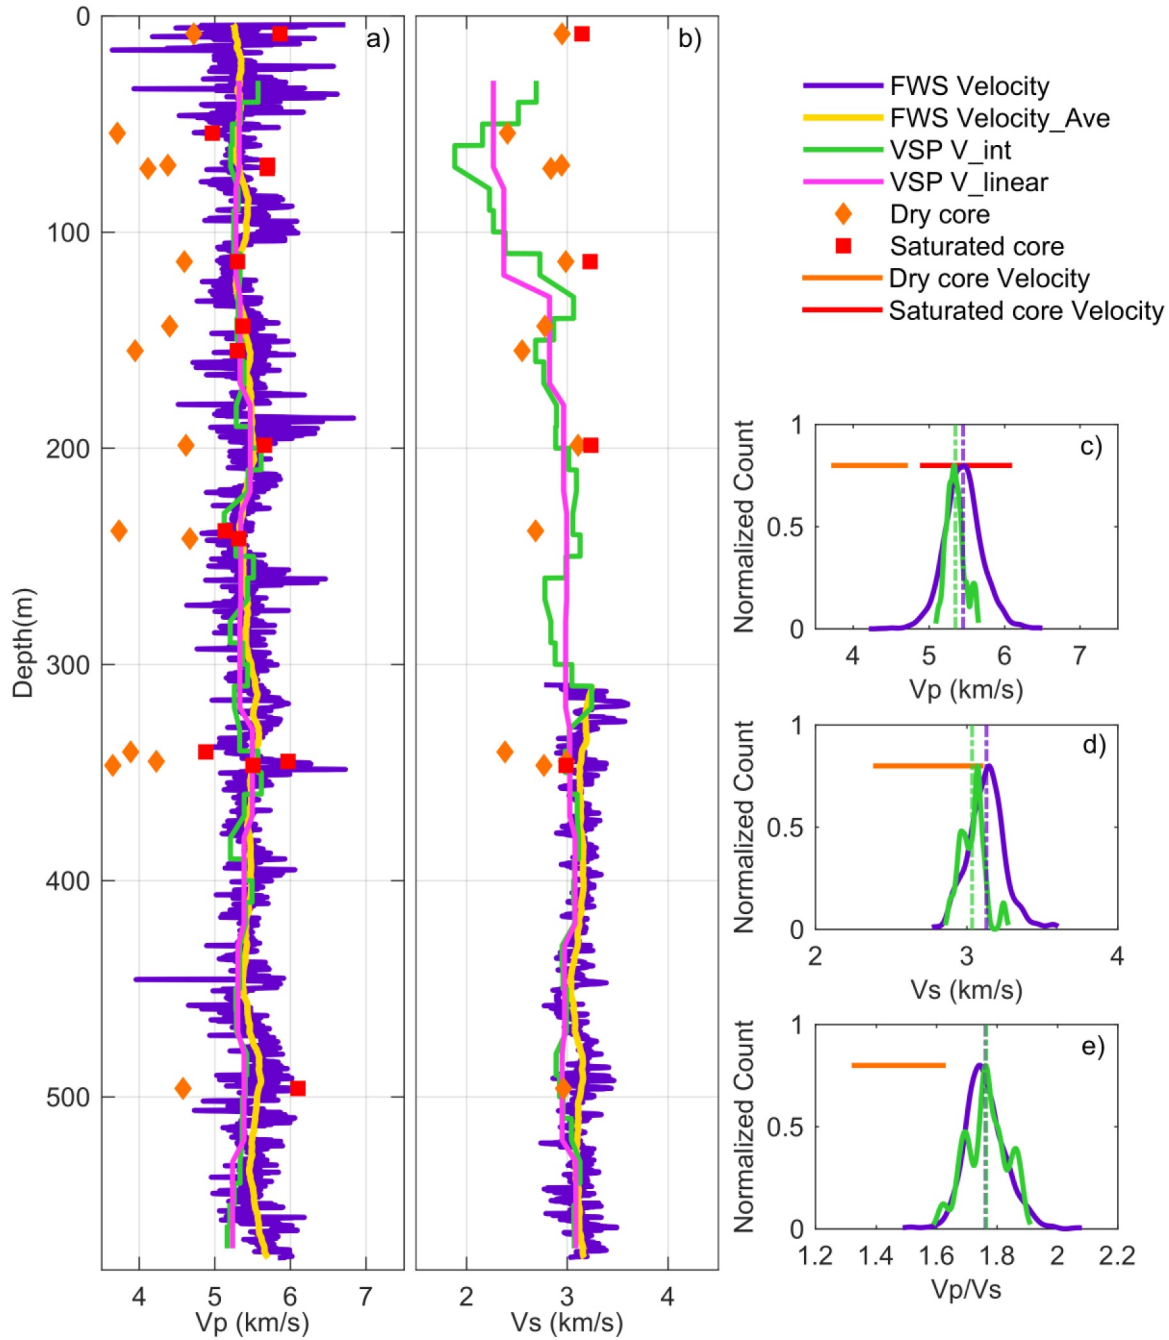 0
100
200
300
400
500
Depth(m)
a)
4
5
6
7
Vp (km/s)
b)
2
3
4
Vs (km/s)
FWS Velocity
FWS Velocity_Ave
VSP V_int
VSP V_linear
Dry core
Saturated core
Dry core Velocity
Saturated core Velocity
c)
Normalized Count
1
0.5
0
4
5
6
7
Vp (km/s)
d)
Normalized Count
1
0.5
0
2
3
4
Vs (km/s)
e)
Normalized Count
1
0.5
0
1.2
1.4
1.6
1.8
2
2.2
Vp/Vs